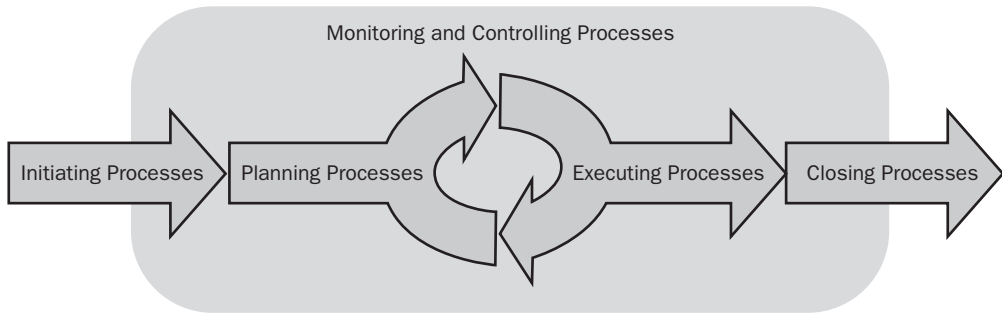 Monitoring and Controlling Processes
Initiating Processes
Planning Processes
Executing Processes
Closing Processes